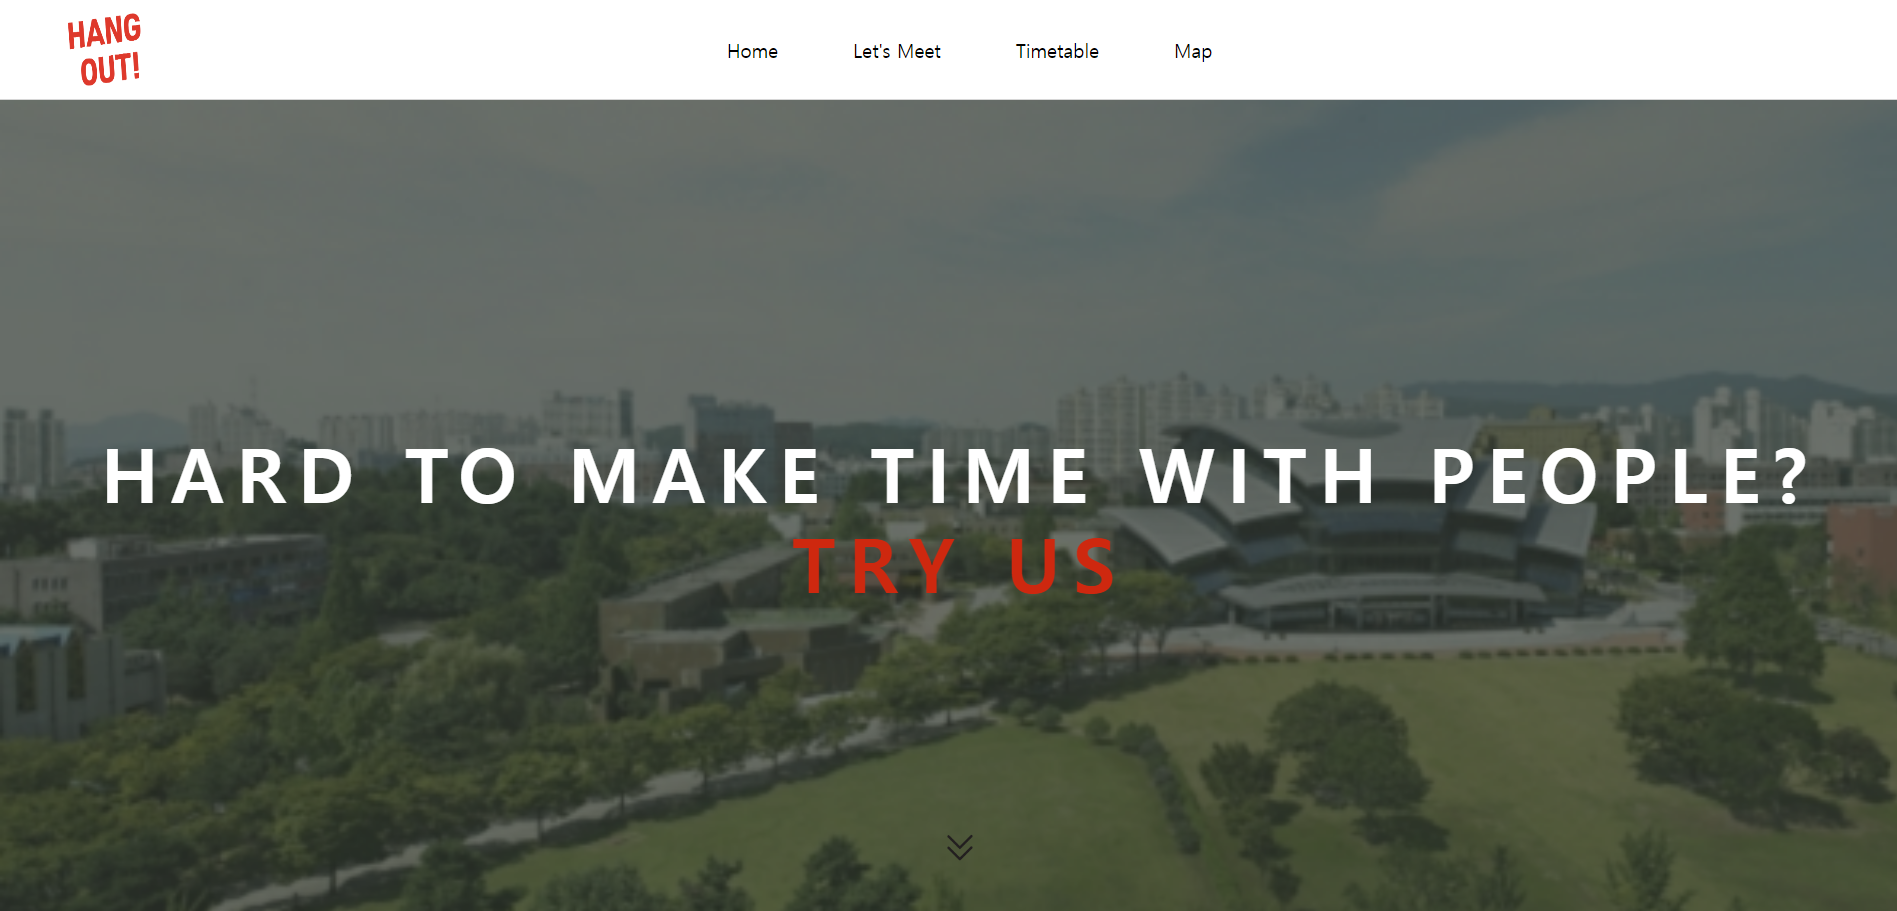 HANG
OUT!
Home
Let's Meet
Timetable
Map
HARD TO MAKE TIME WITH PEOPLE?
TRY US